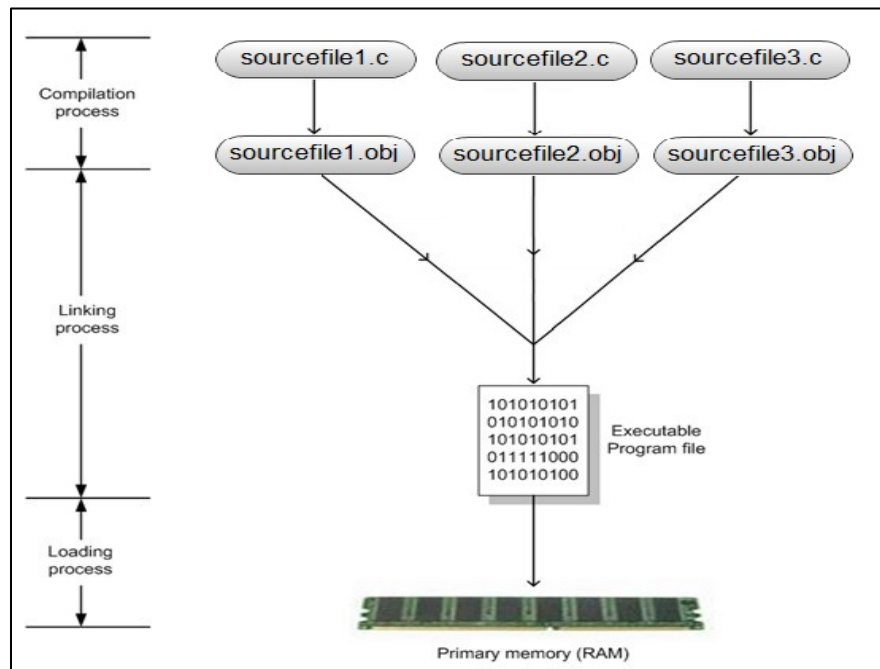 sourcefile1.c
sourcefile2.c
sourcefile3.c
Compilation
process
sourcefile1.obj
sourcefile2.obj
sourcefile3.obj
Linking
process
101010101
010101010
101010101
011111000
101010100
Executable
Program file
Loading
process
Primary memory (RAM)